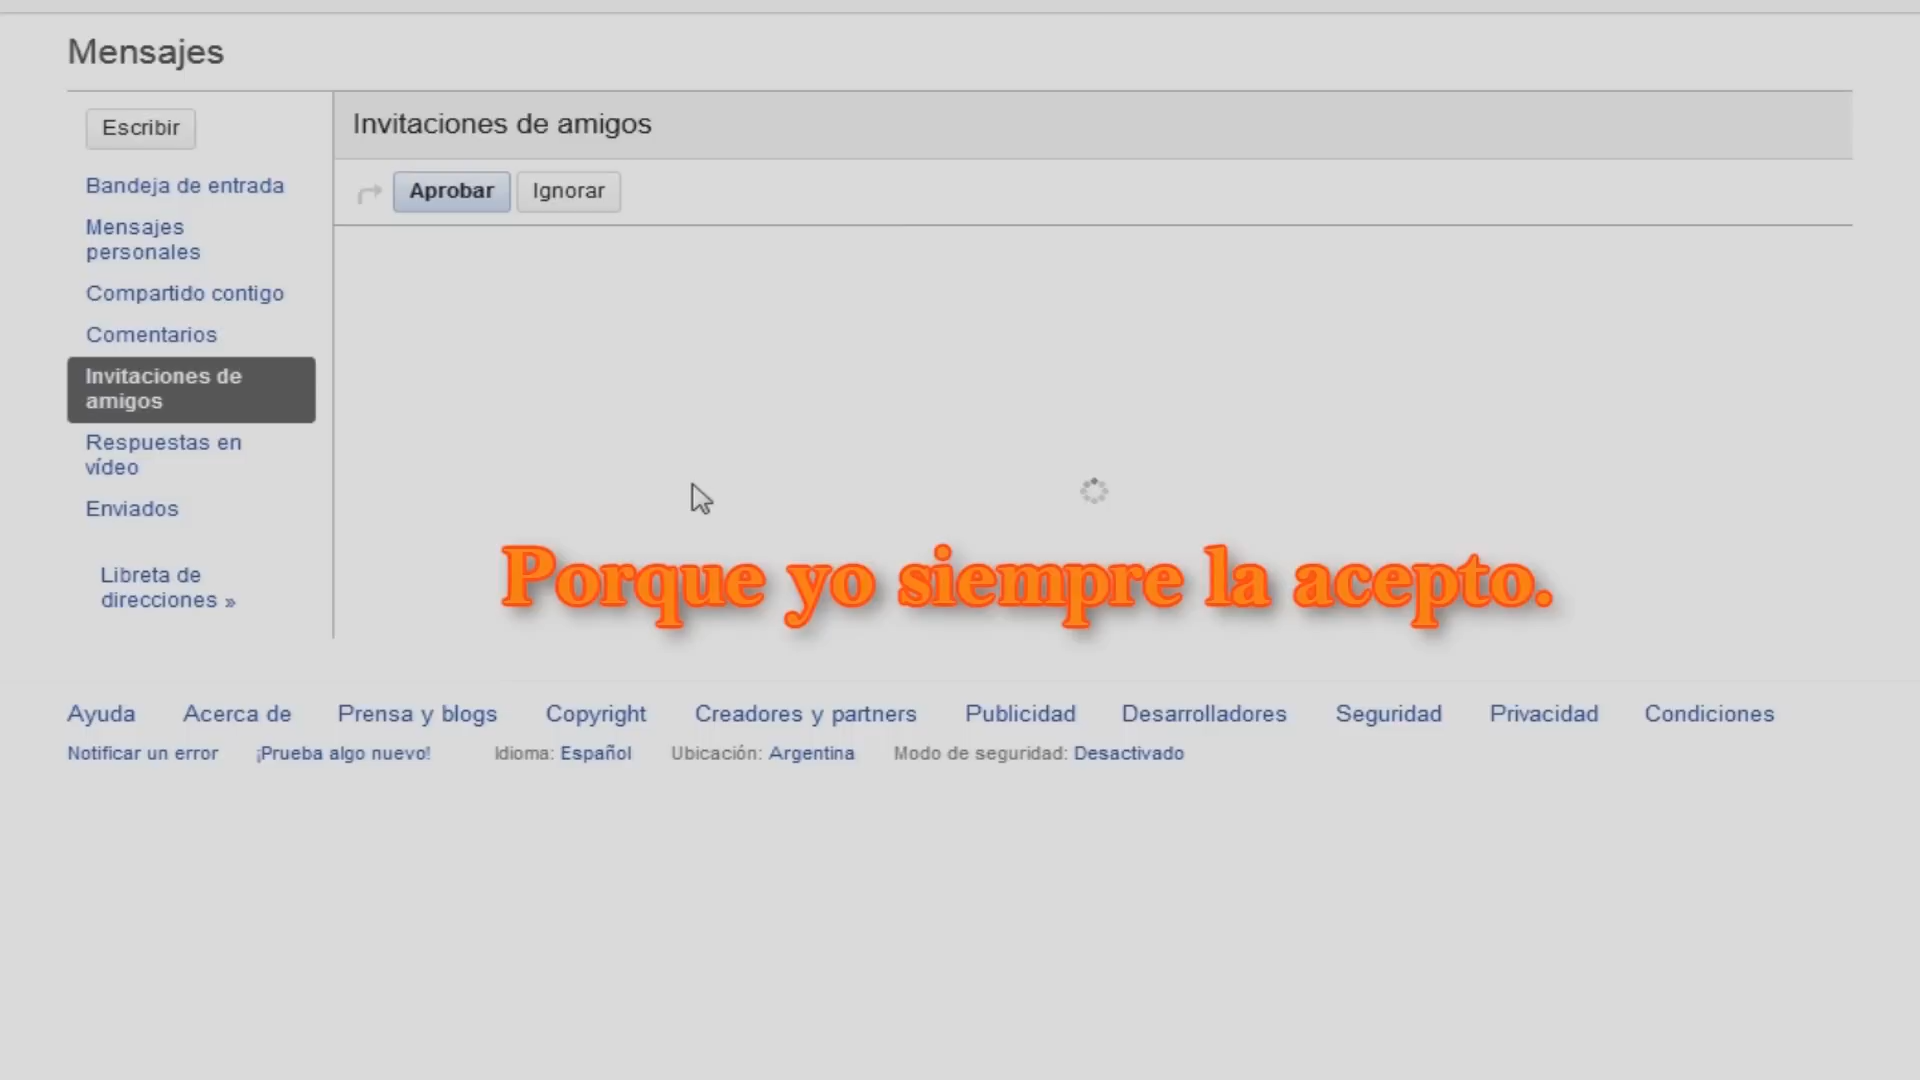 Mensajes
Escribir
Bandeja de entrada
Mensajes
personales
Compartido contigo
Comentarios
Invitaciones de
amigos
Respuestas en
vídeo
Enviados
Libreta de
direcciones »
Invitaciones de amigos
Aprobar Ignorar
Porque yo siempre la acepto.
Ayuda Acerca de Prensa y blogs Copyright Creadores y partners Publicidad Desarrolladores Seguridad Privacidad Condiciones
Notificar un error ¡Prueba algo nuevo! Idioma: Español Ubicación: Argentina Modo de seguridad: Desactivado